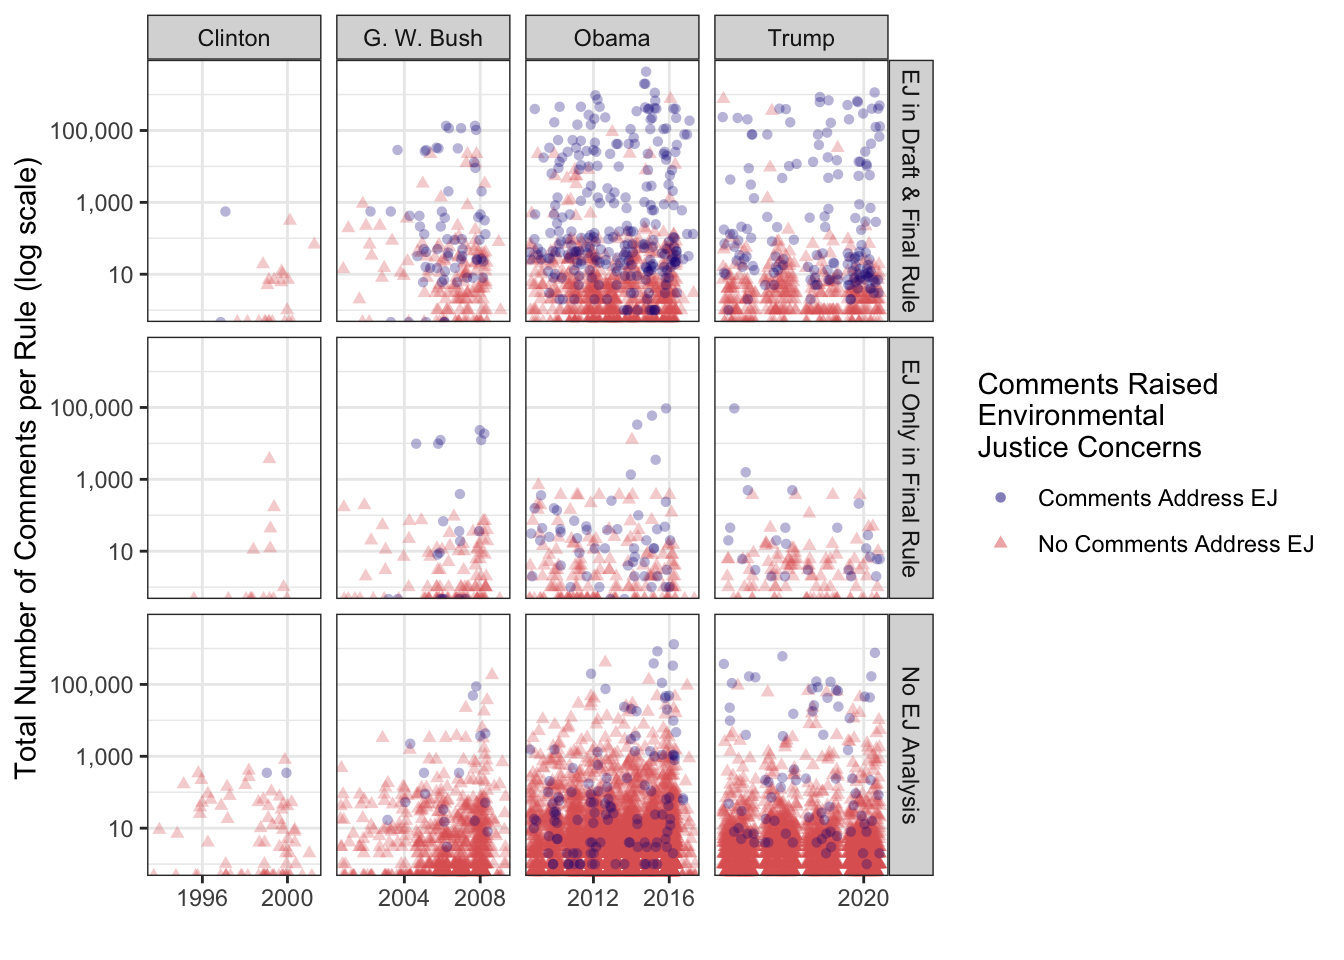 Clinton
G. W. Bush
Obama
Trump
Total Number of Comments per Rule (log scale)
100,000
1,000
10
EJ in Draft & Final Rule
100,000
1,000
10
EJ Only in Final Rule
100,000
1,000
10
No EJ Analysis
1996
2000
2004
2008
2012
2016
2020
Comments Raised
Environmental
Justice Concerns
Comments Address EJ
No Comments Address EJ